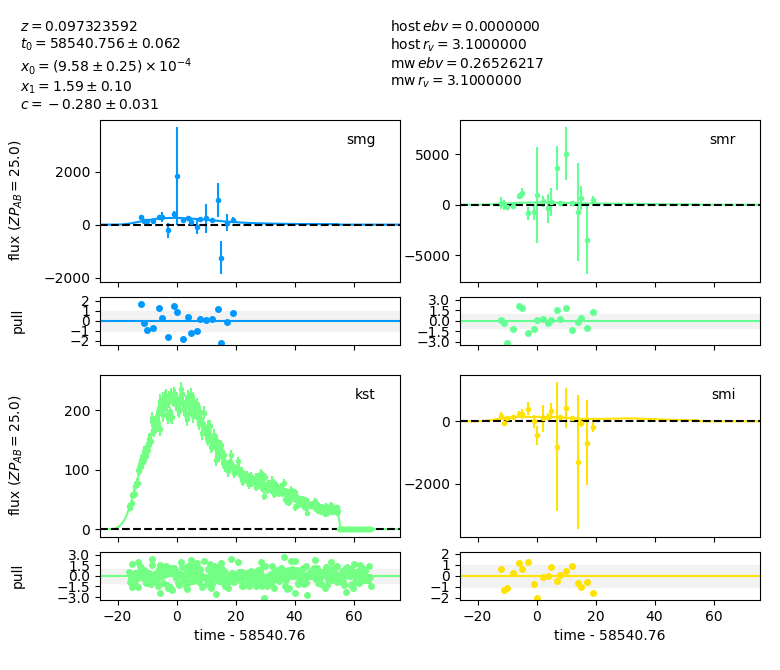 z = 0.097323592
t₀ = 58540.756 ± 0.062
x₀ = (9.58 ± 0.25) × 10⁻⁴
x₁ = 1.59 ± 0.10
c = −0.280 ± 0.031
host ebv = 0.0000000
host r_v = 3.1000000
mw ebv = 0.26526217
mw r_v = 3.1000000
flux (ZP_AB = 25.0)
smg
2000
0
−2000
smr
5000
0
−5000
pull
2
1
0
−1
−2
3.0
1.5
0.0
−1.5
−3.0
flux (ZP_AB = 25.0)
kst
200
100
0
smi
0
−2000
pull
3.0
1.5
0.0
−1.5
−3.0
2
1
0
−1
−2
−20 0 20 40 60
−20 0 20 40 60
time - 58540.76
time - 58540.76